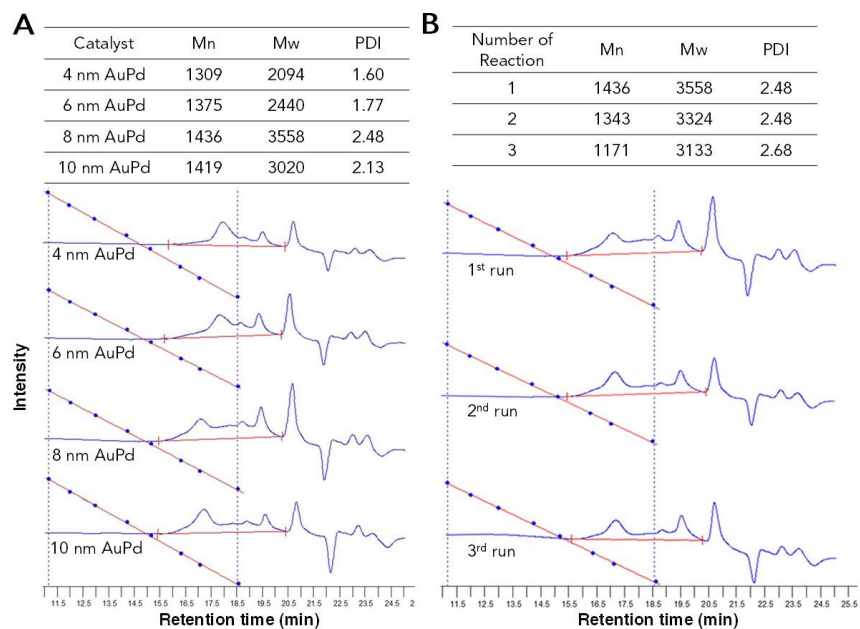 A
Catalyst Mn Mw PDI
4 nm AuPd 1309 2094 1.60
6 nm AuPd 1375 2440 1.77
8 nm AuPd 1436 3558 2.48
10 nm AuPd 1419 3020 2.13
Intensity
4 nm AuPd
6 nm AuPd
8 nm AuPd
10 nm AuPd
11.5 12.5 13.5 14.5 15.5 16.5 17.5 18.5 19.5 20.5 21.5 22.5 23.5 24.5 2
Retention time (min)
B
Number of
Reaction Mn Mw PDI
1 1436 3558 2.48
2 1343 3324 2.48
3 1171 3133 2.68
1st run
2nd run
3rd run
11.5 12.5 13.5 14.5 15.5 16.5 17.5 18.5 19.5 20.5 21.5 22.5 23.5 24.5 25.5
Retention time (min)